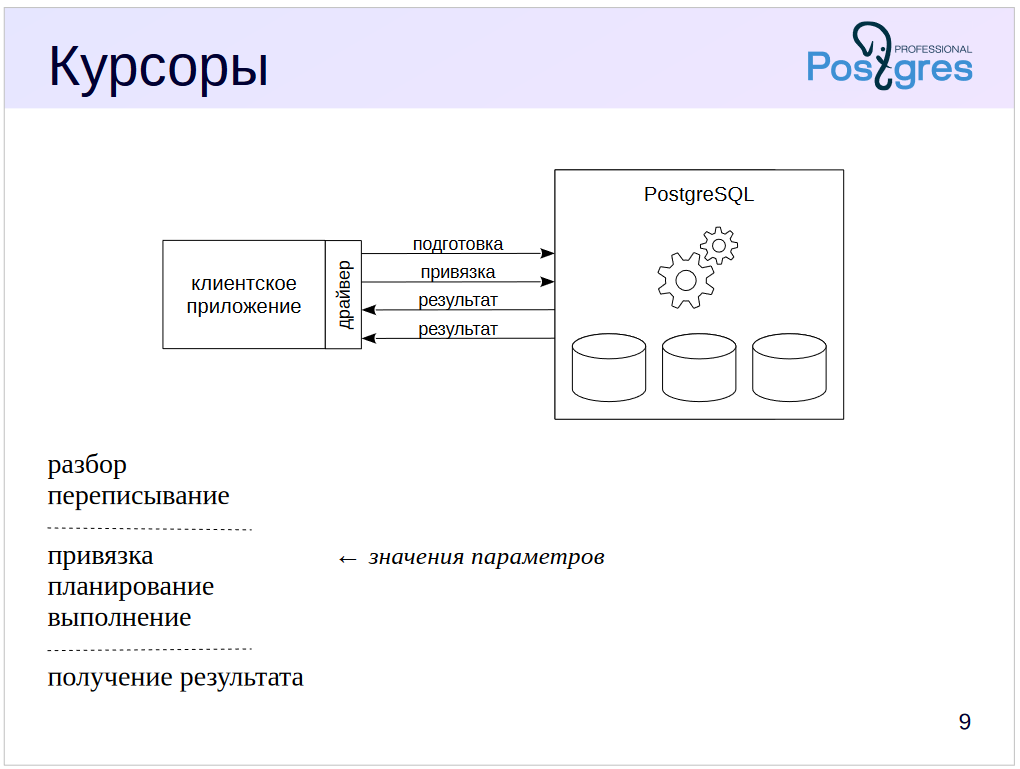 Курсоры
PROFESSIONAL
Postgres
PostgreSQL
клиентское
приложение
драйвер
подготовка
привязка
результат
результат
разбор
переписывание
привязка
← значения параметров
планирование
выполнение
получение результата
9